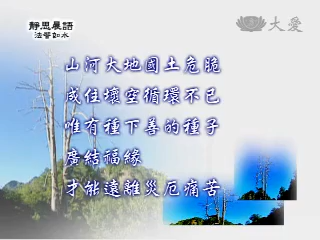 靜思晨語
法譬如水
大愛
山河大地國土危脆
成住壞空循環不已
唯有種下善的種子
廣結福緣
才能遠離災厄痛苦